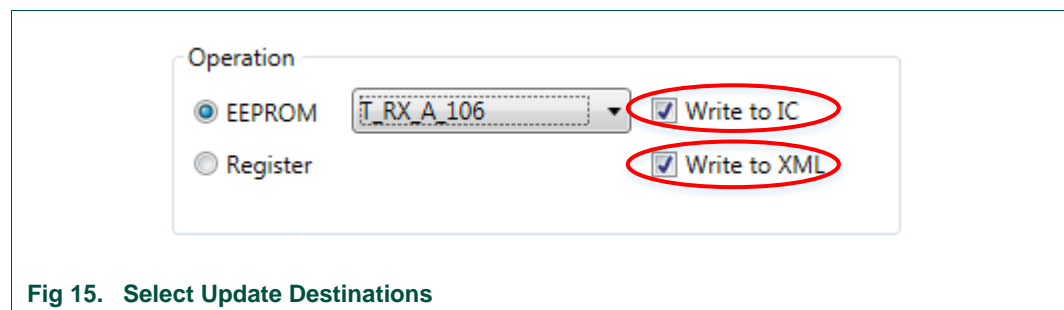 Operation
EEPROM T_RX_A_106 Write to IC
Register Write to XML
Fig 15. Select Update Destinations